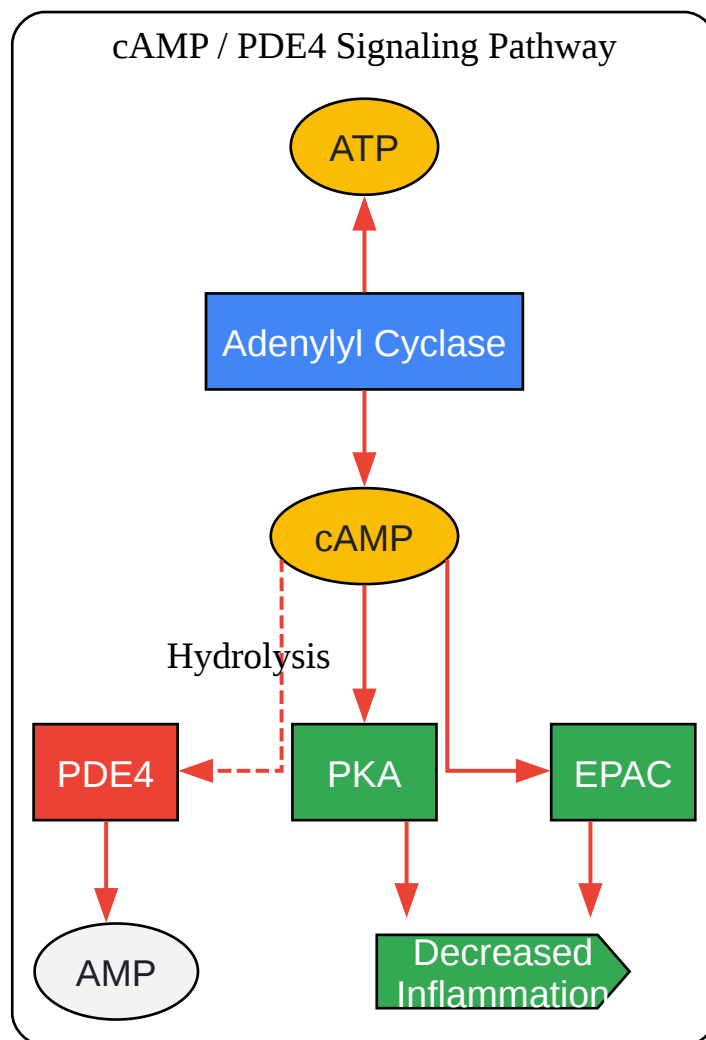 cAMP / PDE4 Signaling Pathway
ATP
Adenylyl Cyclase
cAMP
Hydrolysis
PDE4
PKA
EPAC
AMP
Decreased
Inflammation